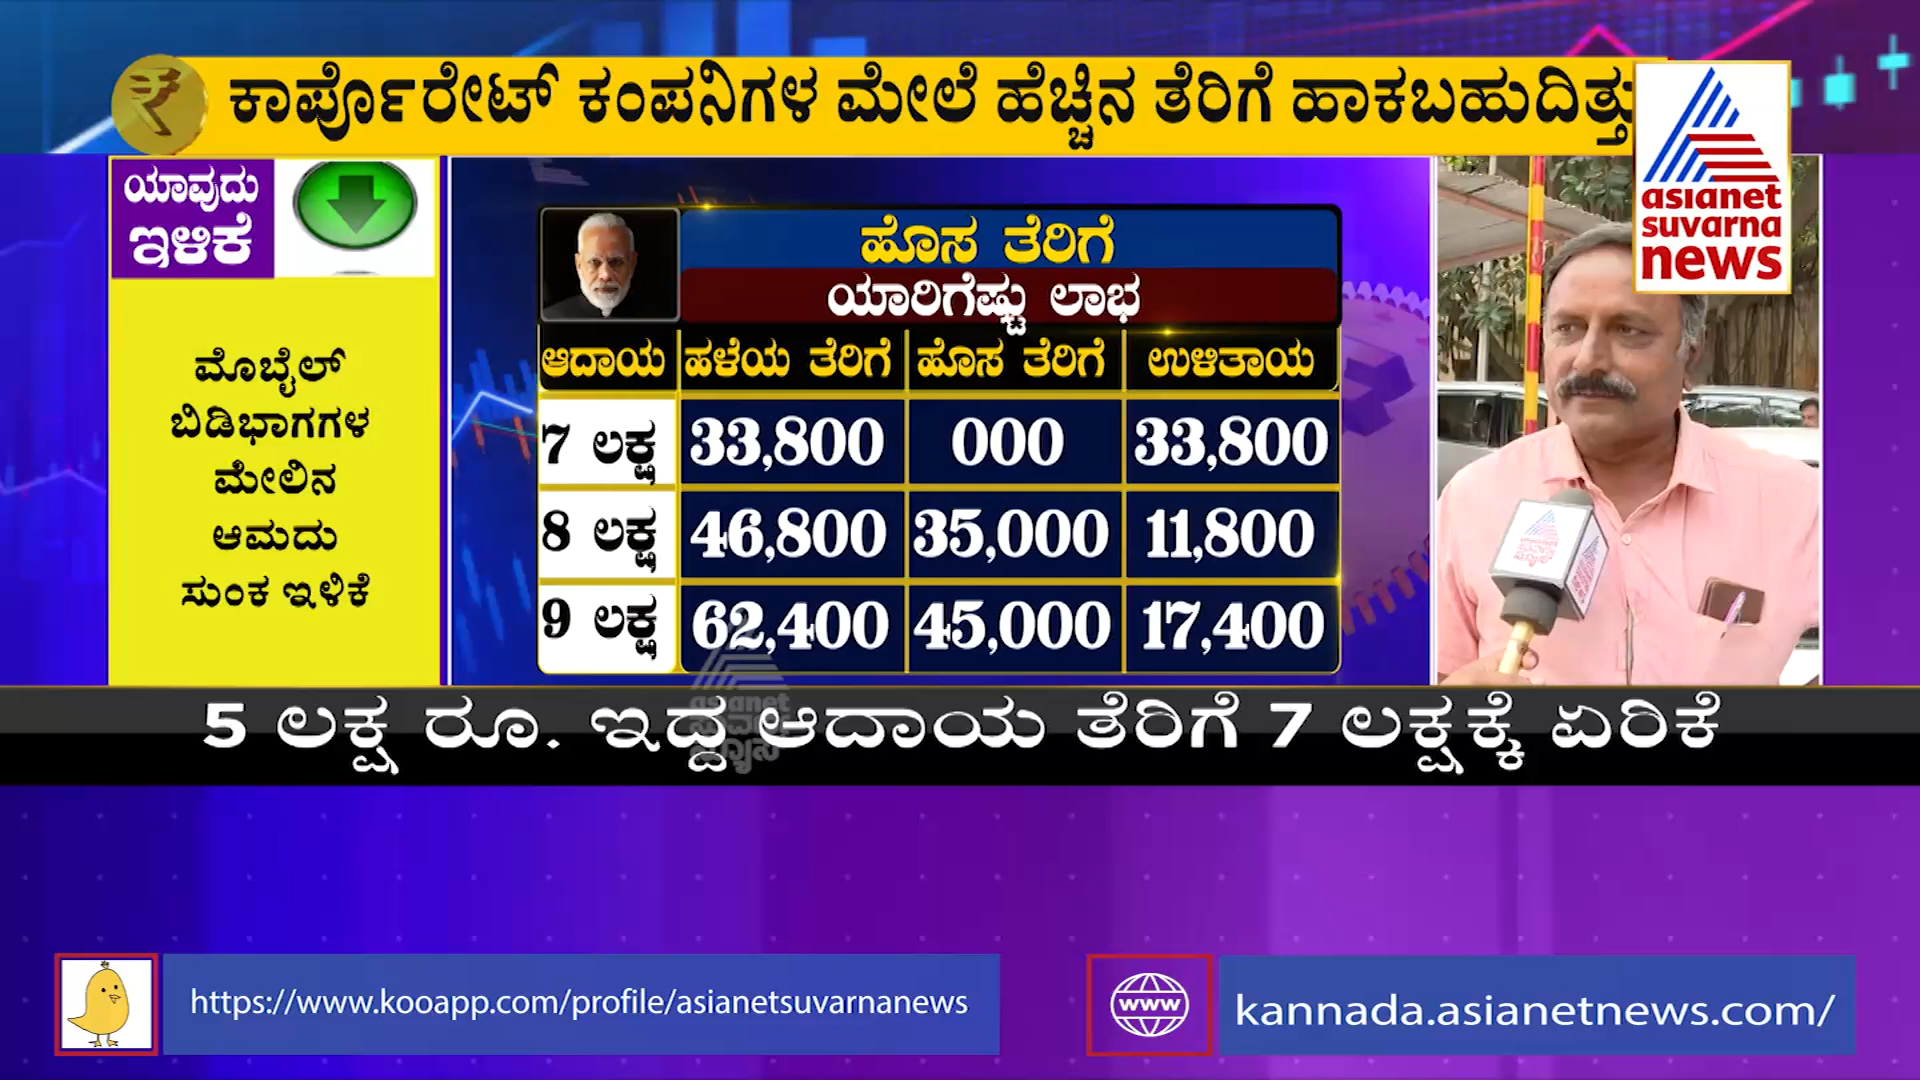 ಕಾರ್ಪೊರೇಟ್ ಕಂಪನಿಗಳ ಮೇಲೆ ಹೆಚ್ಚಿನ ತೆರಿಗೆ ಹಾಕಬಹುದಿತ್ತು
asianet
suvarna
news
ಯಾವುದು
ಇಳಿಕೆ
ಮೊಬೈಲ್
ಬಿಡಿಭಾಗಗಳ
ಮೇಲಿನ
ಆಮದು
ಸುಂಕ ಇಳಿಕೆ
ಹೊಸ ತೆರಿಗೆ
ಯಾರಿಗೆಷ್ಟು ಲಾಭ
ಆದಾಯ ಹಳೆಯ ತೆರಿಗೆ ಹೊಸ ತೆರಿಗೆ ಉಳಿತಾಯ
7 ಲಕ್ಷ 33,800 000 33,800
8 ಲಕ್ಷ 46,800 35,000 11,800
9 ಲಕ್ಷ 62,400 45,000 17,400
asianet
ಸುವರ್ಣ
ನ್ಯೂಸ್
5 ಲಕ್ಷ ರೂ. ಇದ್ದ ಆದಾಯ ತೆರಿಗೆ 7 ಲಕ್ಷಕ್ಕೆ ಏರಿಕೆ
https://www.kooapp.com/profile/asianetsuvarnanews
www
kannada.asianetnews.com/